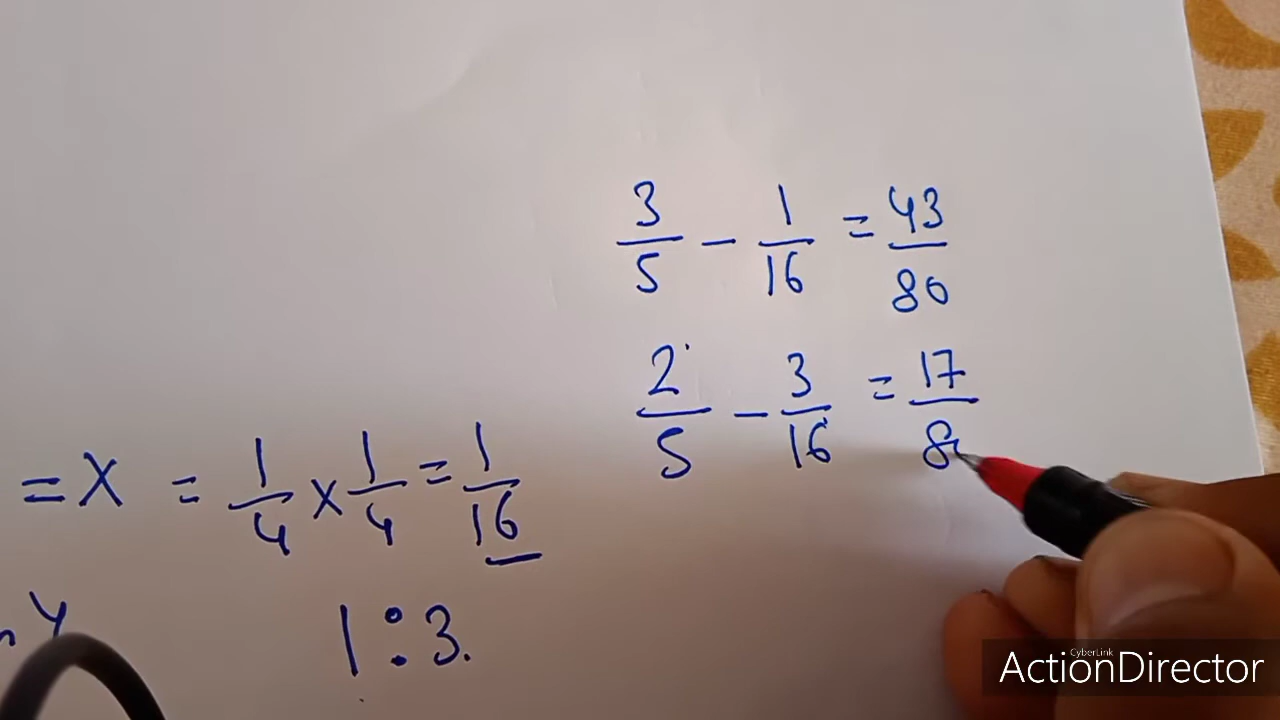 3/5 - 1/16 = 43/80
2/5 - 3/16 = 17/8
= X = 1/4 x 1/4 = 1/16
Y
1:3.
CyberLink
ActionDirector